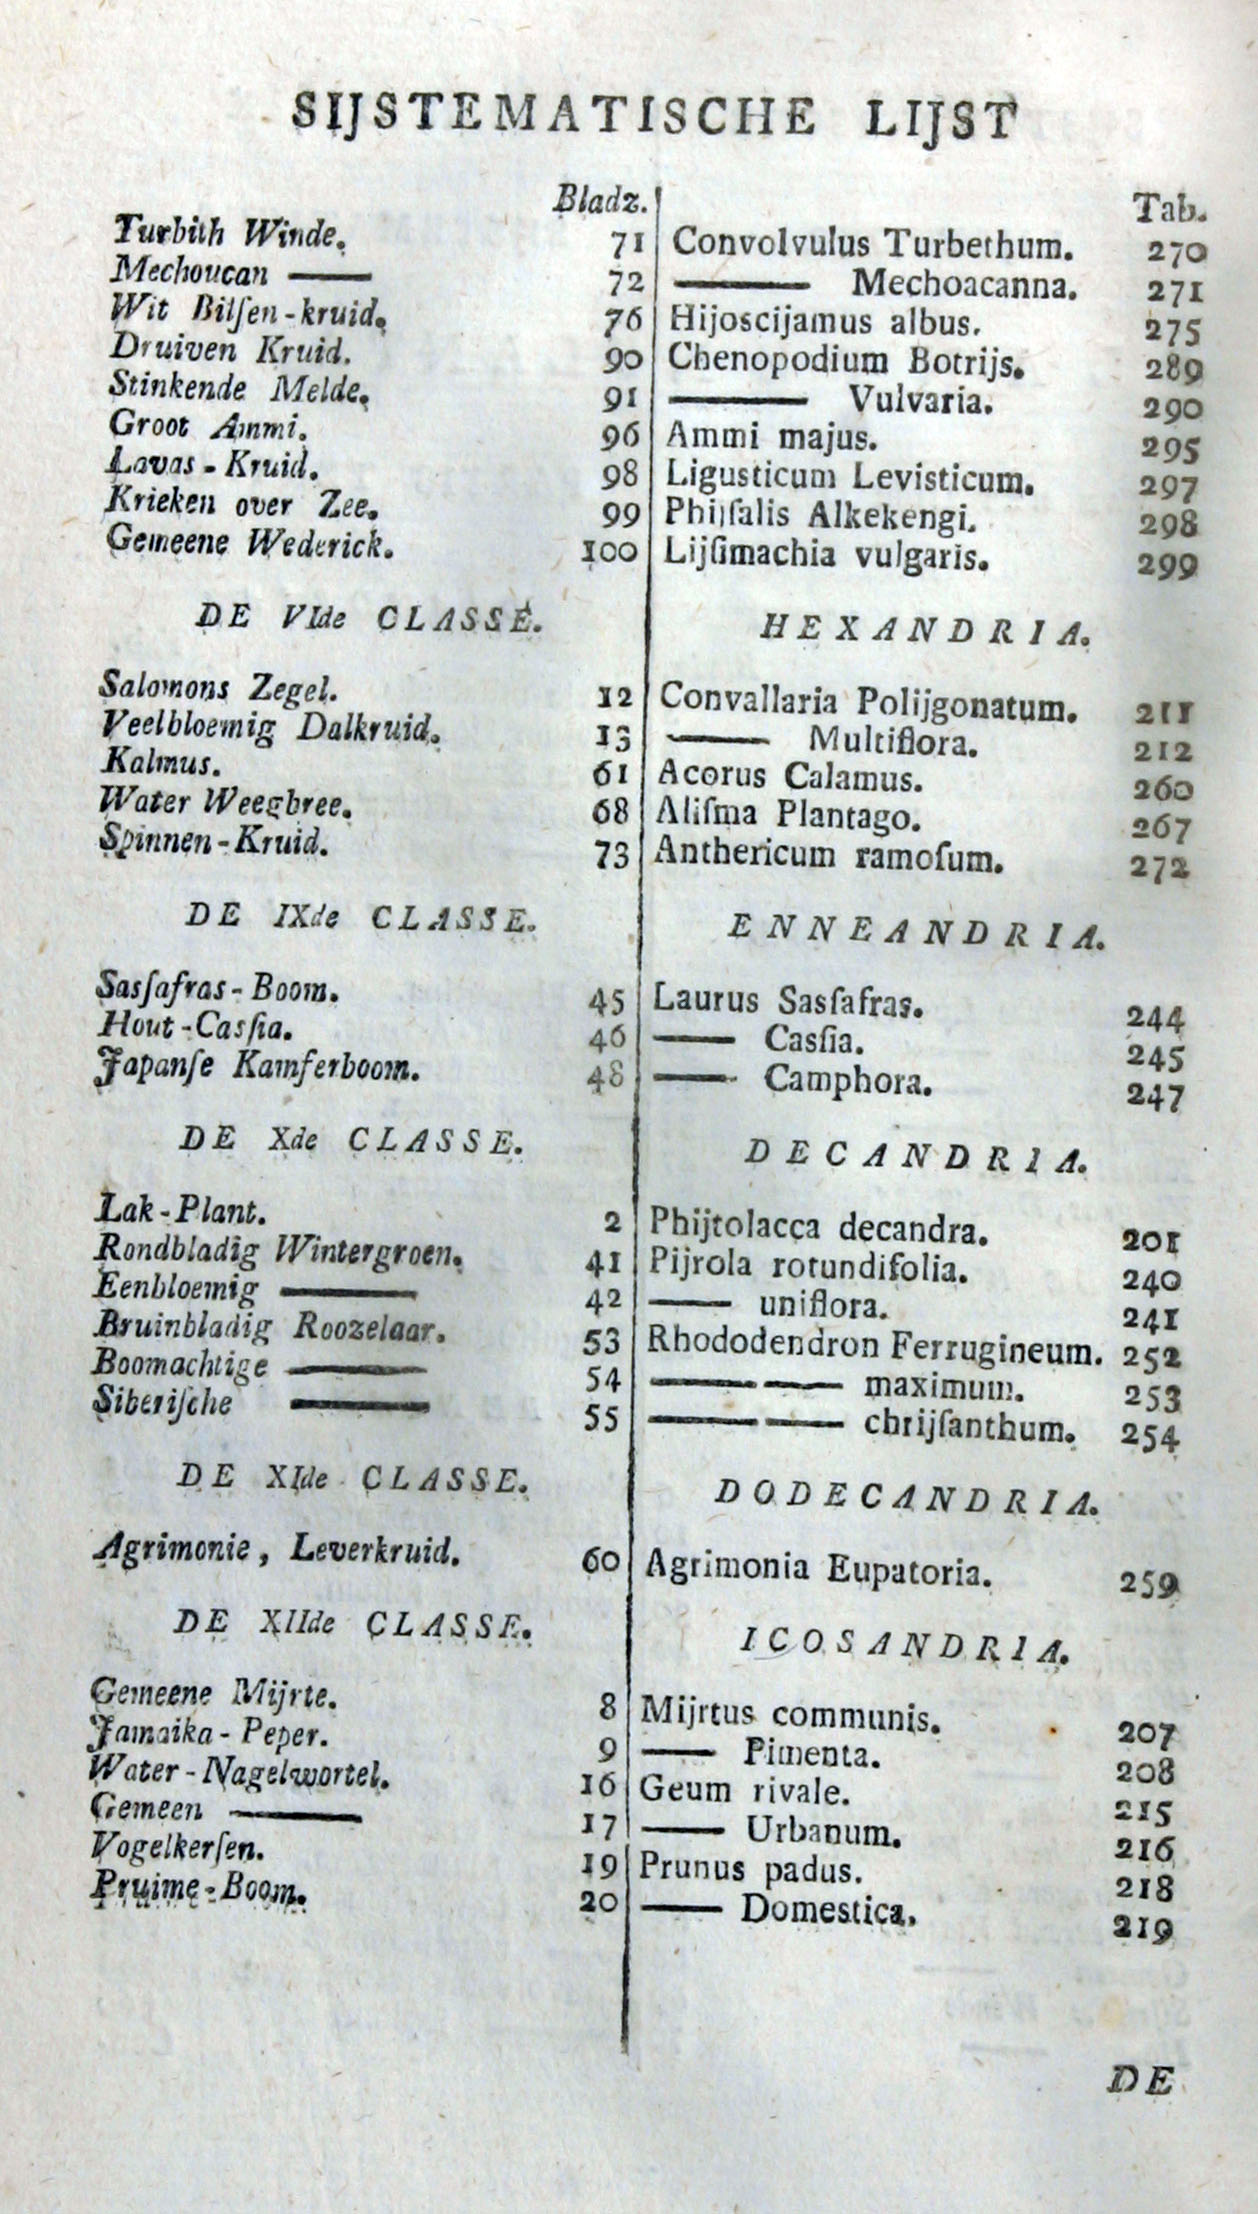 SIJSTEMATISCHE LIJST
Bladz. Tab.
Turbith Winde. 71 Convolvulus Turbethum. 270
Mechoucan —— 72 —— Mechoacanna. 271
Wit Bilſen-kruid. 76 Hijoscijamus albus. 275
Druiven Kruid. 90 Chenopodium Botrijs. 289
Stinkende Melde. 91 —— Vulvaria. 290
Groot Ammi. 96 Ammi majus. 295
Lavas-Kruid. 98 Ligusticum Levisticum. 297
Krieken over Zee. 99 Phijſalis Alkekengi. 298
Gemeene Wederick. 100 Lijſimachia vulgaris. 299
DE VIde CLASSE. HEXANDRIA.
Salomons Zegel. 12 Convallaria Polijgonatum. 211
Veelbloemig Dalkruid. 13 —— Multiflora. 212
Kalmus. 61 Acorus Calamus. 260
Water Weegbree. 68 Aliſma Plantago. 267
Spinnen-Kruid. 73 Anthericum ramoſum. 272
DE IXde CLASSE. ENNEANDRIA.
Sasſafras-Boom. 45 Laurus Sasſafras. 244
Hout-Casſia. 46 —— Casſia. 245
Japanſe Kamferboom. 48 —— Camphora. 247
DE Xde CLASSE. DECANDRIA.
Lak-Plant. 2 Phijtolacca decandra. 201
Rondbladig Wintergroen. 41 Pijrola rotundifolia. 240
Eenbloemig —— 42 —— uniflora. 241
Bruinbladig Roozelaar. 53 Rhododendron Ferrugineum. 252
Boomachtige —— 54 —— —— maximum. 253
Siberiſche —— 55 —— —— chrijſanthum. 254
DE XIde CLASSE. DODECANDRIA.
Agrimonie, Leverkruid. 60 Agrimonia Eupatoria. 259
DE XIIde CLASSE. ICOSANDRIA.
Gemeene Mijrte. 8 Mijrtus communis. 207
Jamaika-Peper. 9 —— Pimenta. 208
Water-Nagelwortel. 16 Geum rivale. 215
Gemeen —— 17 —— Urbanum. 216
Vogelkerſen. 19 Prunus padus. 218
Pruime-Boom. 20 —— Domestica. 219
DE